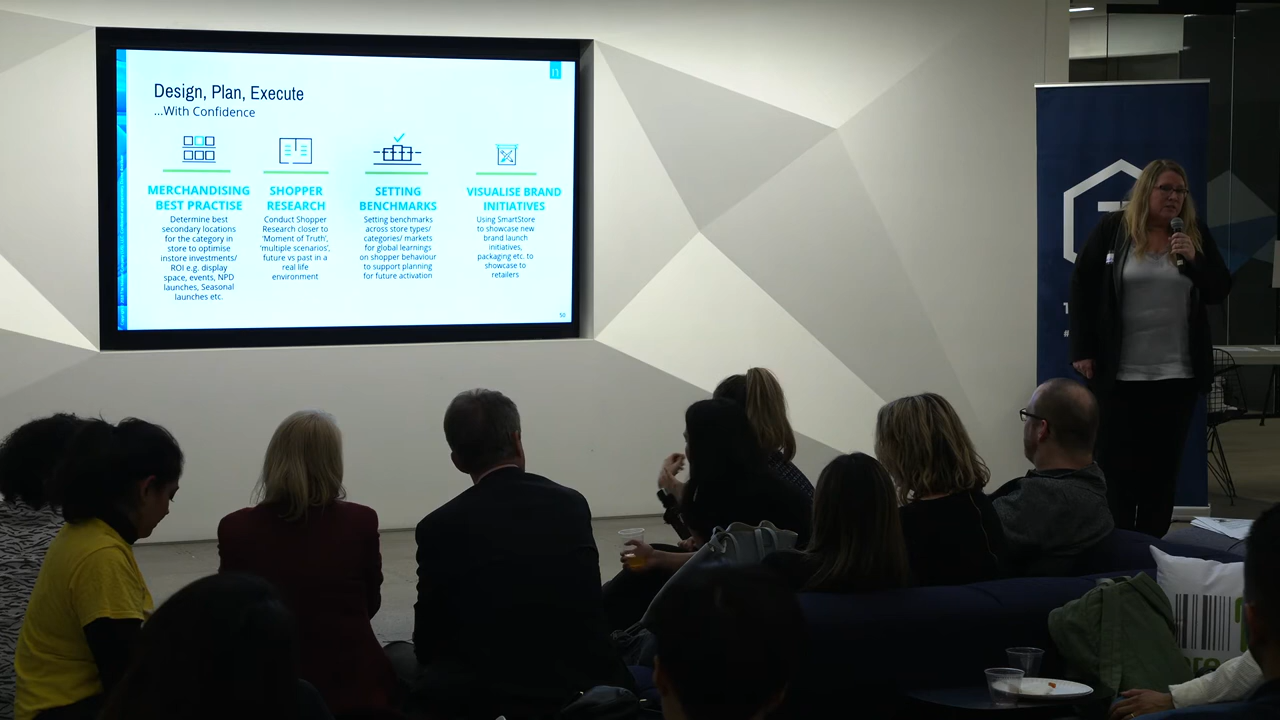 n
Design, Plan, Execute
...With Confidence
MERCHANDISING
BEST PRACTISE
Determine best
secondary locations
for the category in
store to optimise
instore investments/
ROI e.g. display
space, events, NPD
launches, Seasonal
launches etc.
SHOPPER
RESEARCH
Conduct Shopper
Research closer to
'Moment of Truth',
'multiple scenarios',
future vs past in a
real life
environment
SETTING
BENCHMARKS
Setting benchmarks
across store types/
categories/ markets
for global learnings
on shopper behaviour
to support planning
for future activation
VISUALISE BRAND
INITIATIVES
Using SmartStore
to showcase new
brand launch
initiatives,
packaging etc. to
showcase to
retailers
50